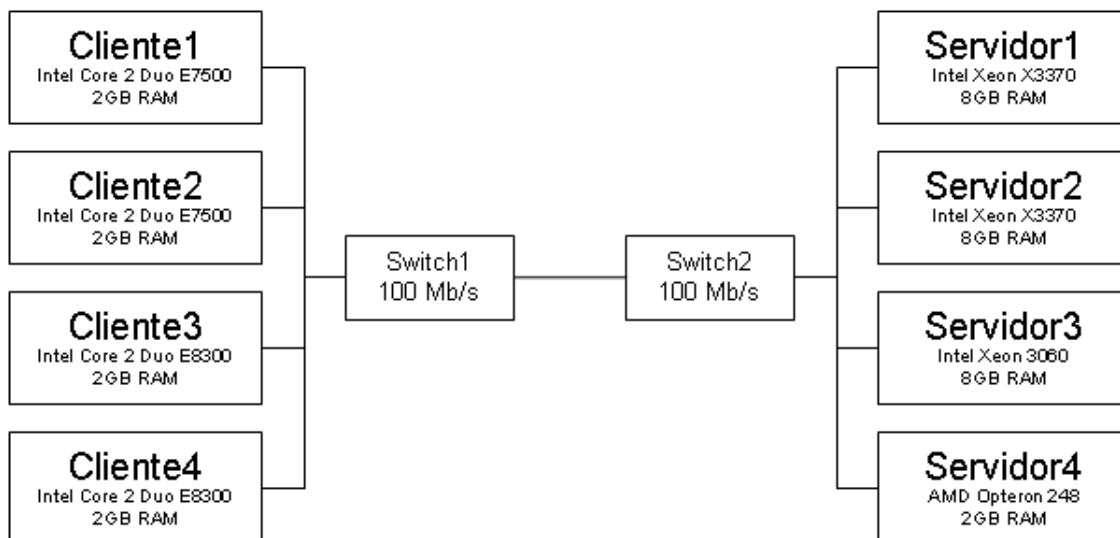 Cliente1
Intel Core 2 Duo E7500
2GB RAM
Cliente2
Intel Core 2 Duo E7500
2GB RAM
Cliente3
Intel Core 2 Duo E8300
2GB RAM
Cliente4
Intel Core 2 Duo E8300
2GB RAM
Switch1
100 Mb/s
Switch2
100 Mb/s
Servidor1
Intel Xeon X3370
8GB RAM
Servidor2
Intel Xeon X3370
8GB RAM
Servidor3
Intel Xeon 3060
8GB RAM
Servidor4
AMD Opteron 248
2GB RAM